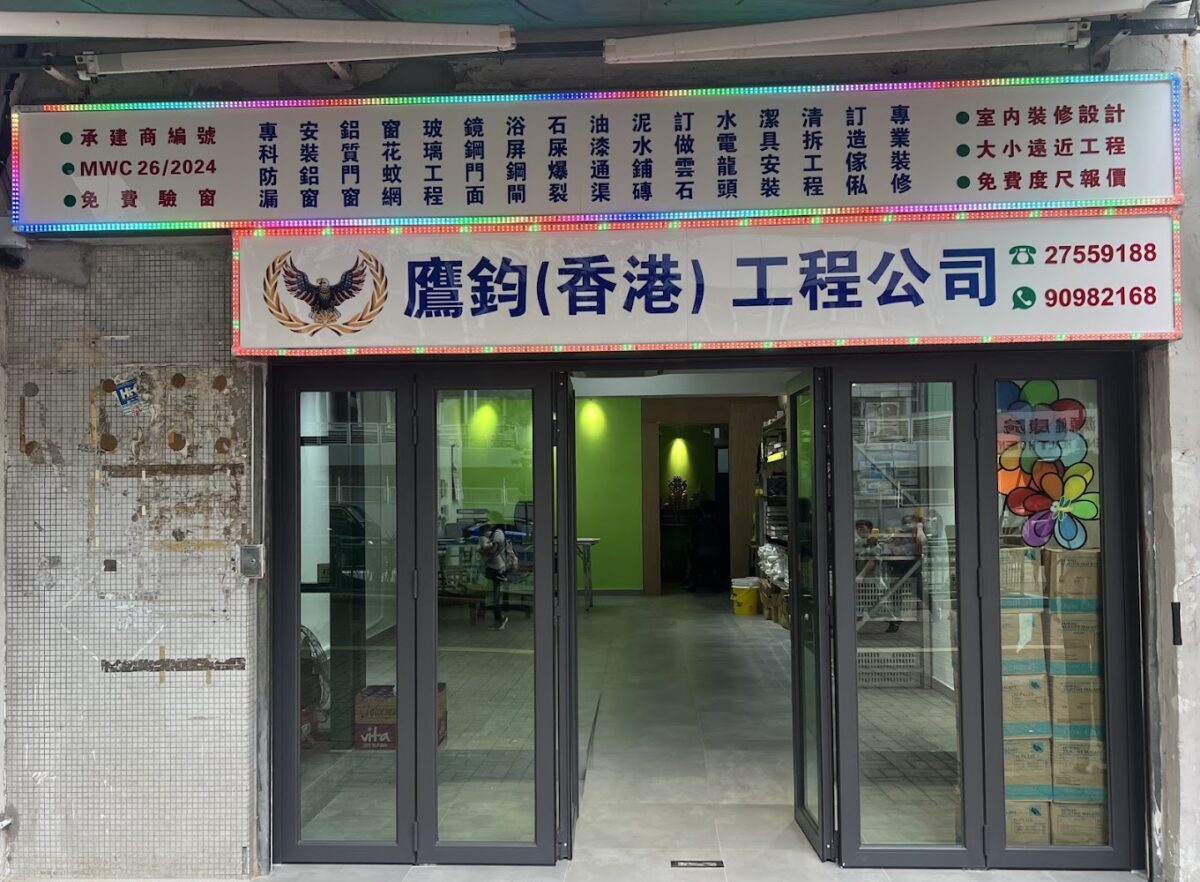 承建商編號
MWC 26/2024
免費驗窗
專業裝修
訂造傢俬
清拆工程
潔具安裝
水電龍頭
訂做雲石
泥水鋪磚
油漆通渠
石屎爆裂
浴屏鋼閘
鏡鋼門面
玻璃工程
窗花蚊網
鋁質門窗
安裝鋁窗
專科防漏
室內裝修設計
大小遠近工程
免費度尺報價
鷹鈞(香港)工程公司
27559188
90982168
vita